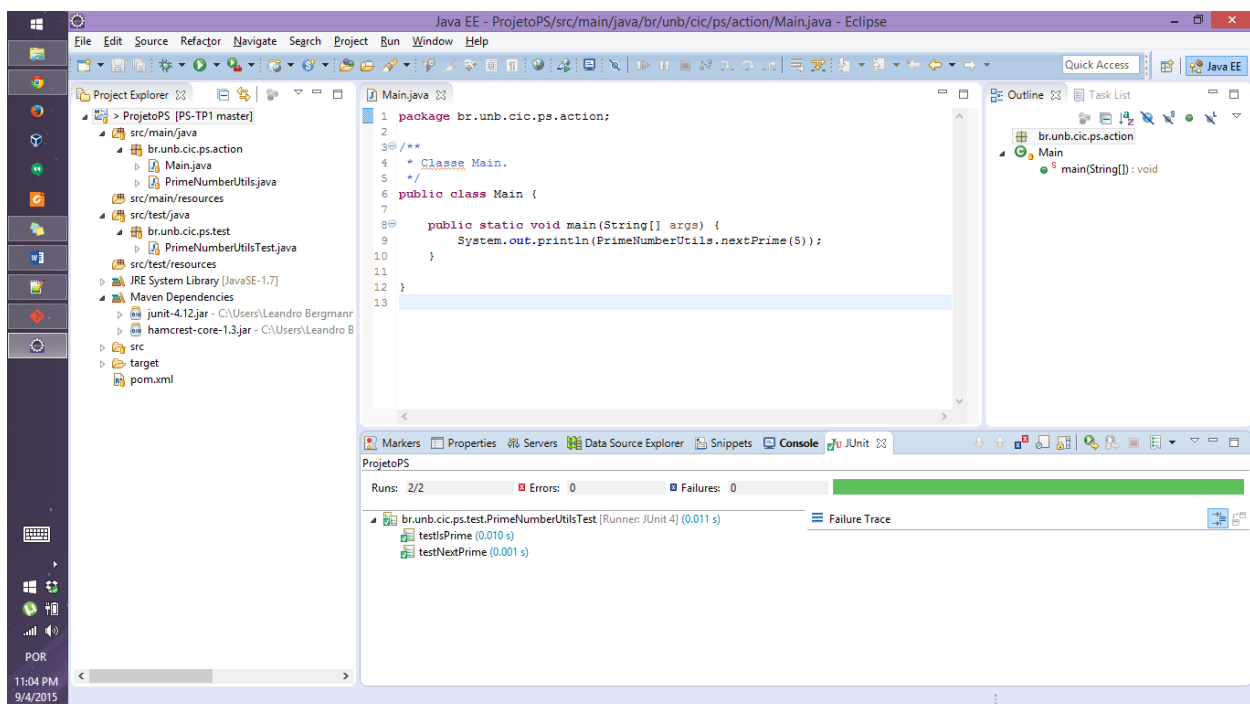 Java EE - ProjetoPS/src/main/java/br/unb/cic/ps/action/Main.java - Eclipse
File Edit Source Refactor Navigate Search Project Run Window Help
Quick Access
Java EE
Project Explorer
> ProjetoPS [PS-TP1 master]
src/main/java
br.unb.cic.ps.action
Main.java
PrimeNumberUtils.java
src/main/resources
src/test/java
br.unb.cic.ps.test
PrimeNumberUtilsTest.java
src/test/resources
JRE System Library [JavaSE-1.7]
Maven Dependencies
junit-4.12.jar - C:\Users\Leandro Bergmann
hamcrest-core-1.3.jar - C:\Users\Leandro B
src
target
pom.xml
Main.java
1 package br.unb.cic.ps.action;
2
3 /**
4 * Classe Main.
5 */
6 public class Main {
7
8 public static void main(String[] args) {
9 System.out.println(PrimeNumberUtils.nextPrime(5));
10 }
11
12 }
13
Outline Task List
br.unb.cic.ps.action
Main
main(String[]) : void
Markers Properties Servers Data Source Explorer Snippets Console JUnit
ProjetoPS
Runs: 2/2 Errors: 0 Failures: 0
br.unb.cic.ps.test.PrimeNumberUtilsTest [Runner: JUnit 4] (0.011 s)
testIsPrime (0.010 s)
testNextPrime (0.001 s)
Failure Trace
POR
11:04 PM
9/4/2015